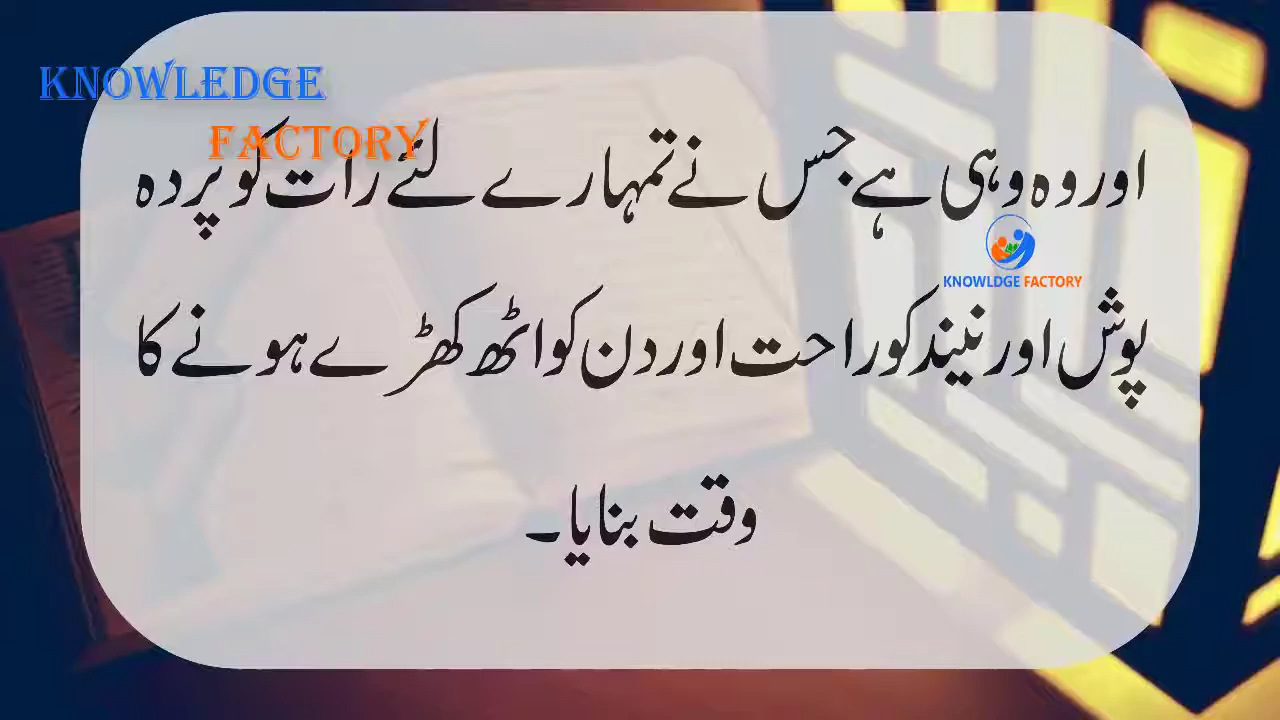 KNOWLEDGE
FACTORY
اور وہ وہی ہے جس نے تمہارے لئے رات کو پردہ
KNOWLDGE FACTORY
پوش اور نیند کو راحت اور دن کو اٹھ کھڑے ہونے کا
وقت بنایا۔